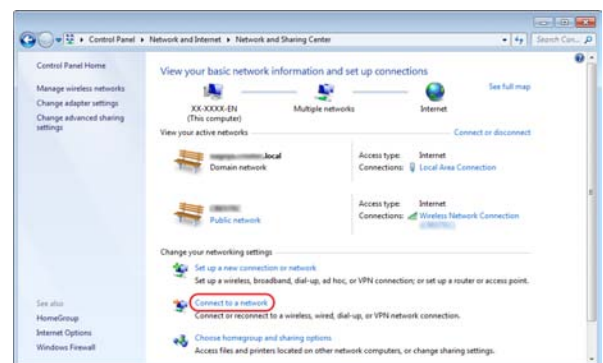 Control Panel ▸ Network and Internet ▸ Network and Sharing Center
Search Con...
Control Panel Home
Manage wireless networks
Change adapter settings
Change advanced sharing
settings
See also
HomeGroup
Internet Options
Windows Firewall
View your basic network information and set up connections
See full map
XX-XXXX-EN
(This computer)
Multiple networks
Internet
View your active networks
Connect or disconnect
.local
Domain network
Access type: Internet
Connections: Local Area Connection
Public network
Access type: Internet
Connections: Wireless Network Connection
Change your networking settings
Set up a new connection or network
Set up a wireless, broadband, dial-up, ad hoc, or VPN connection; or set up a router or access point.
Connect to a network
Connect or reconnect to a wireless, wired, dial-up, or VPN network connection.
Choose homegroup and sharing options
Access files and printers located on other network computers, or change sharing settings.